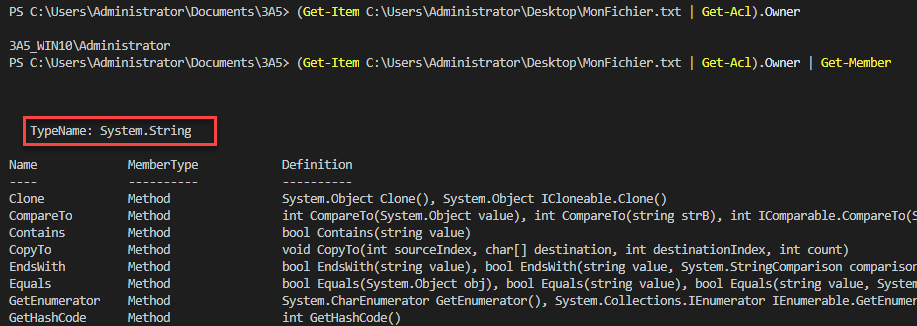 PS C:\Users\Administrator\Documents\3A5> (Get-Item C:\Users\Administrator\Desktop\MonFichier.txt | Get-Acl).Owner
3A5_WIN10\Administrator
PS C:\Users\Administrator\Documents\3A5> (Get-Item C:\Users\Administrator\Desktop\MonFichier.txt | Get-Acl).Owner | Get-Member
TypeName: System.String
Name MemberType Definition
---- ---------- ----------
Clone Method System.Object Clone(), System.Object ICloneable.Clone()
CompareTo Method int CompareTo(System.Object value), int CompareTo(string strB), int IComparable.CompareTo(S
Contains Method bool Contains(string value)
CopyTo Method void CopyTo(int sourceIndex, char[] destination, int destinationIndex, int count)
EndsWith Method bool EndsWith(string value), bool EndsWith(string value, System.StringComparison comparison
Equals Method bool Equals(System.Object obj), bool Equals(string value), bool Equals(string value, System
GetEnumerator Method System.CharEnumerator GetEnumerator(), System.Collections.IEnumerator IEnumerable.GetEnumer
GetHashCode Method int GetHashCode()